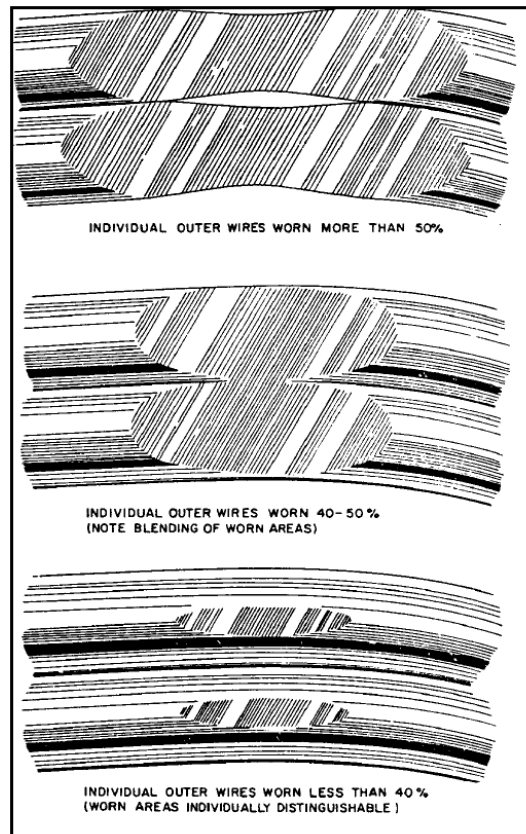 INDIVIDUAL OUTER WIRES WORN MORE THAN 50%
INDIVIDUAL OUTER WIRES WORN 40-50%
(NOTE BLENDING OF WORN AREAS)
INDIVIDUAL OUTER WIRES WORN LESS THAN 40%
(WORN AREAS INDIVIDUALLY DISTINGUISHABLE)